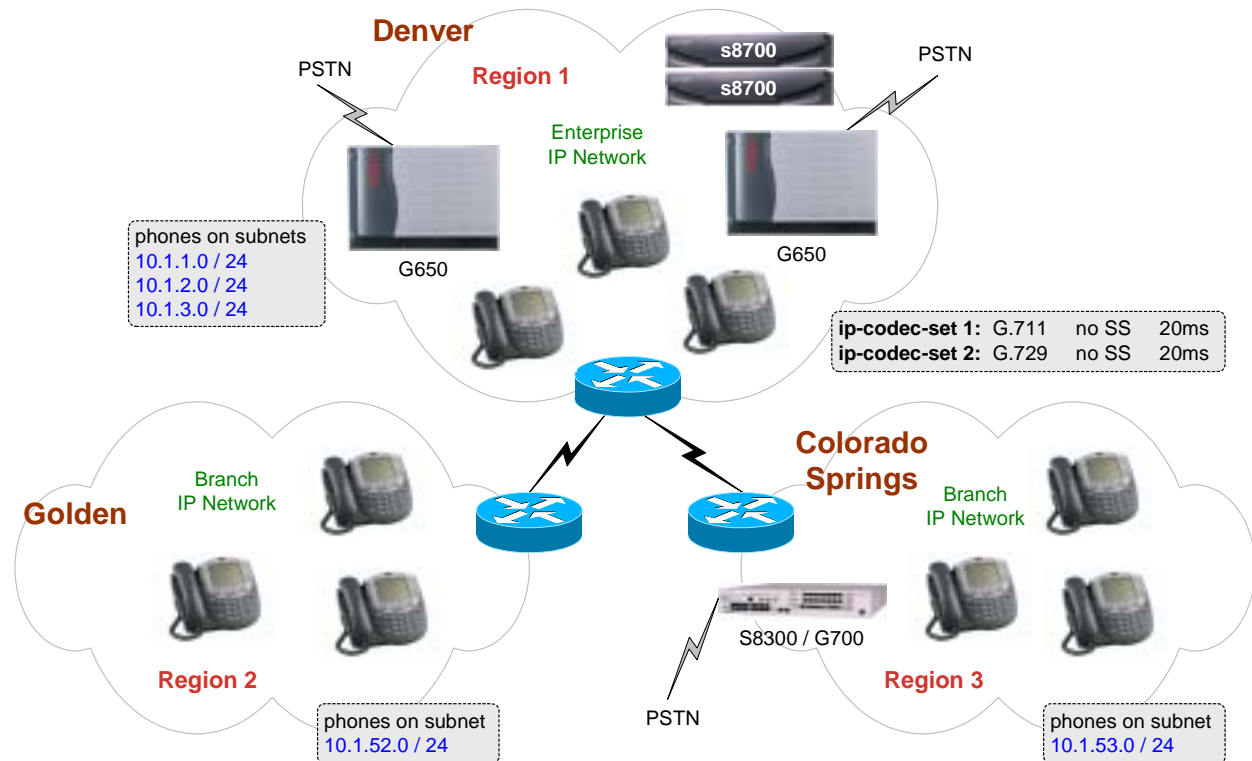 Denver
s8700
s8700
PSTN
Region 1
PSTN
Enterprise
IP Network
phones on subnets
10.1.1.0 / 24
10.1.2.0 / 24
10.1.3.0 / 24
G650
G650
ip-codec-set 1: G.711 no SS 20ms
ip-codec-set 2: G.729 no SS 20ms
Golden
Branch
IP Network
Region 2
phones on subnet
10.1.52.0 / 24
Colorado
Springs
Branch
IP Network
S8300 / G700
Region 3
PSTN
phones on subnet
10.1.53.0 / 24